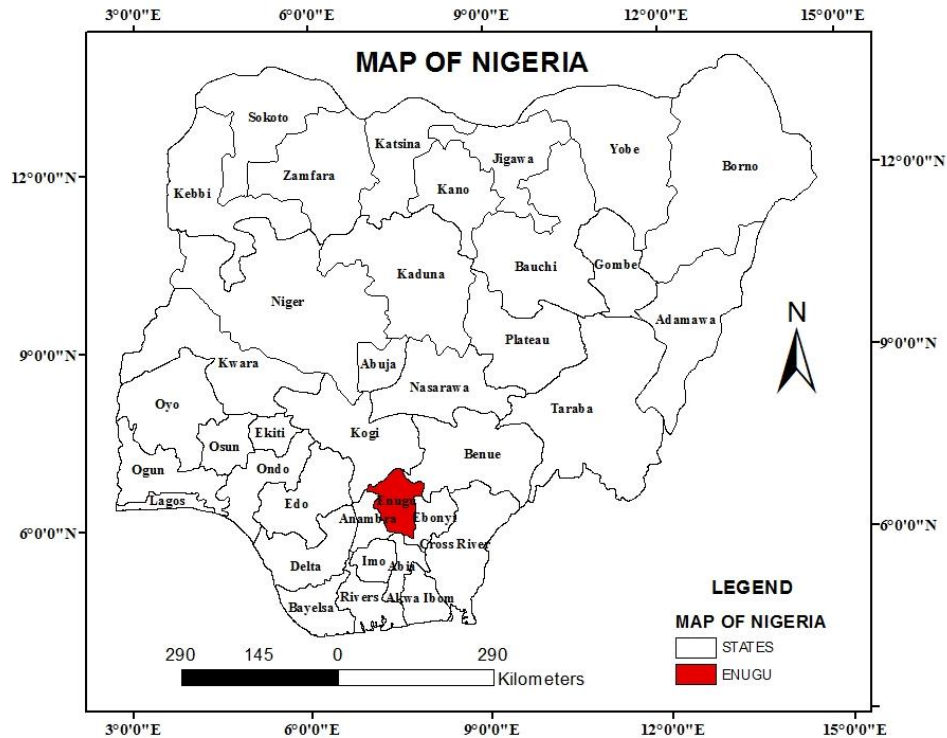 3°0'0"E 6°0'0"E 9°0'0"E 12°0'0"E 15°0'0"E
MAP OF NIGERIA
Sokoto
Katsina
Jigawa
Yobe
Borno
12°0'0"N
12°0'0"N
Zamfara
Kebbi
Kano
Kaduna
Bauchi
Gombe
Niger
Adamawa
N
Plateau
9°0'0"N
9°0'0"N
Kwara
Abuja
Nasarawa
Oyo
Taraba
Ekiti
Kogi
Osun
Benue
Ogun
Ondo
Lagos
Edo
Enugu
Anambra
Ebonyi
6°0'0"N
6°0'0"N
Cross River
Delta
Imo
Abia
Bayelsa
Rivers
Akwa Ibom
LEGEND
MAP OF NIGERIA
STATES
ENUGU
290 145 0 290
Kilometers
3°0'0"E 6°0'0"E 9°0'0"E 12°0'0"E 15°0'0"E